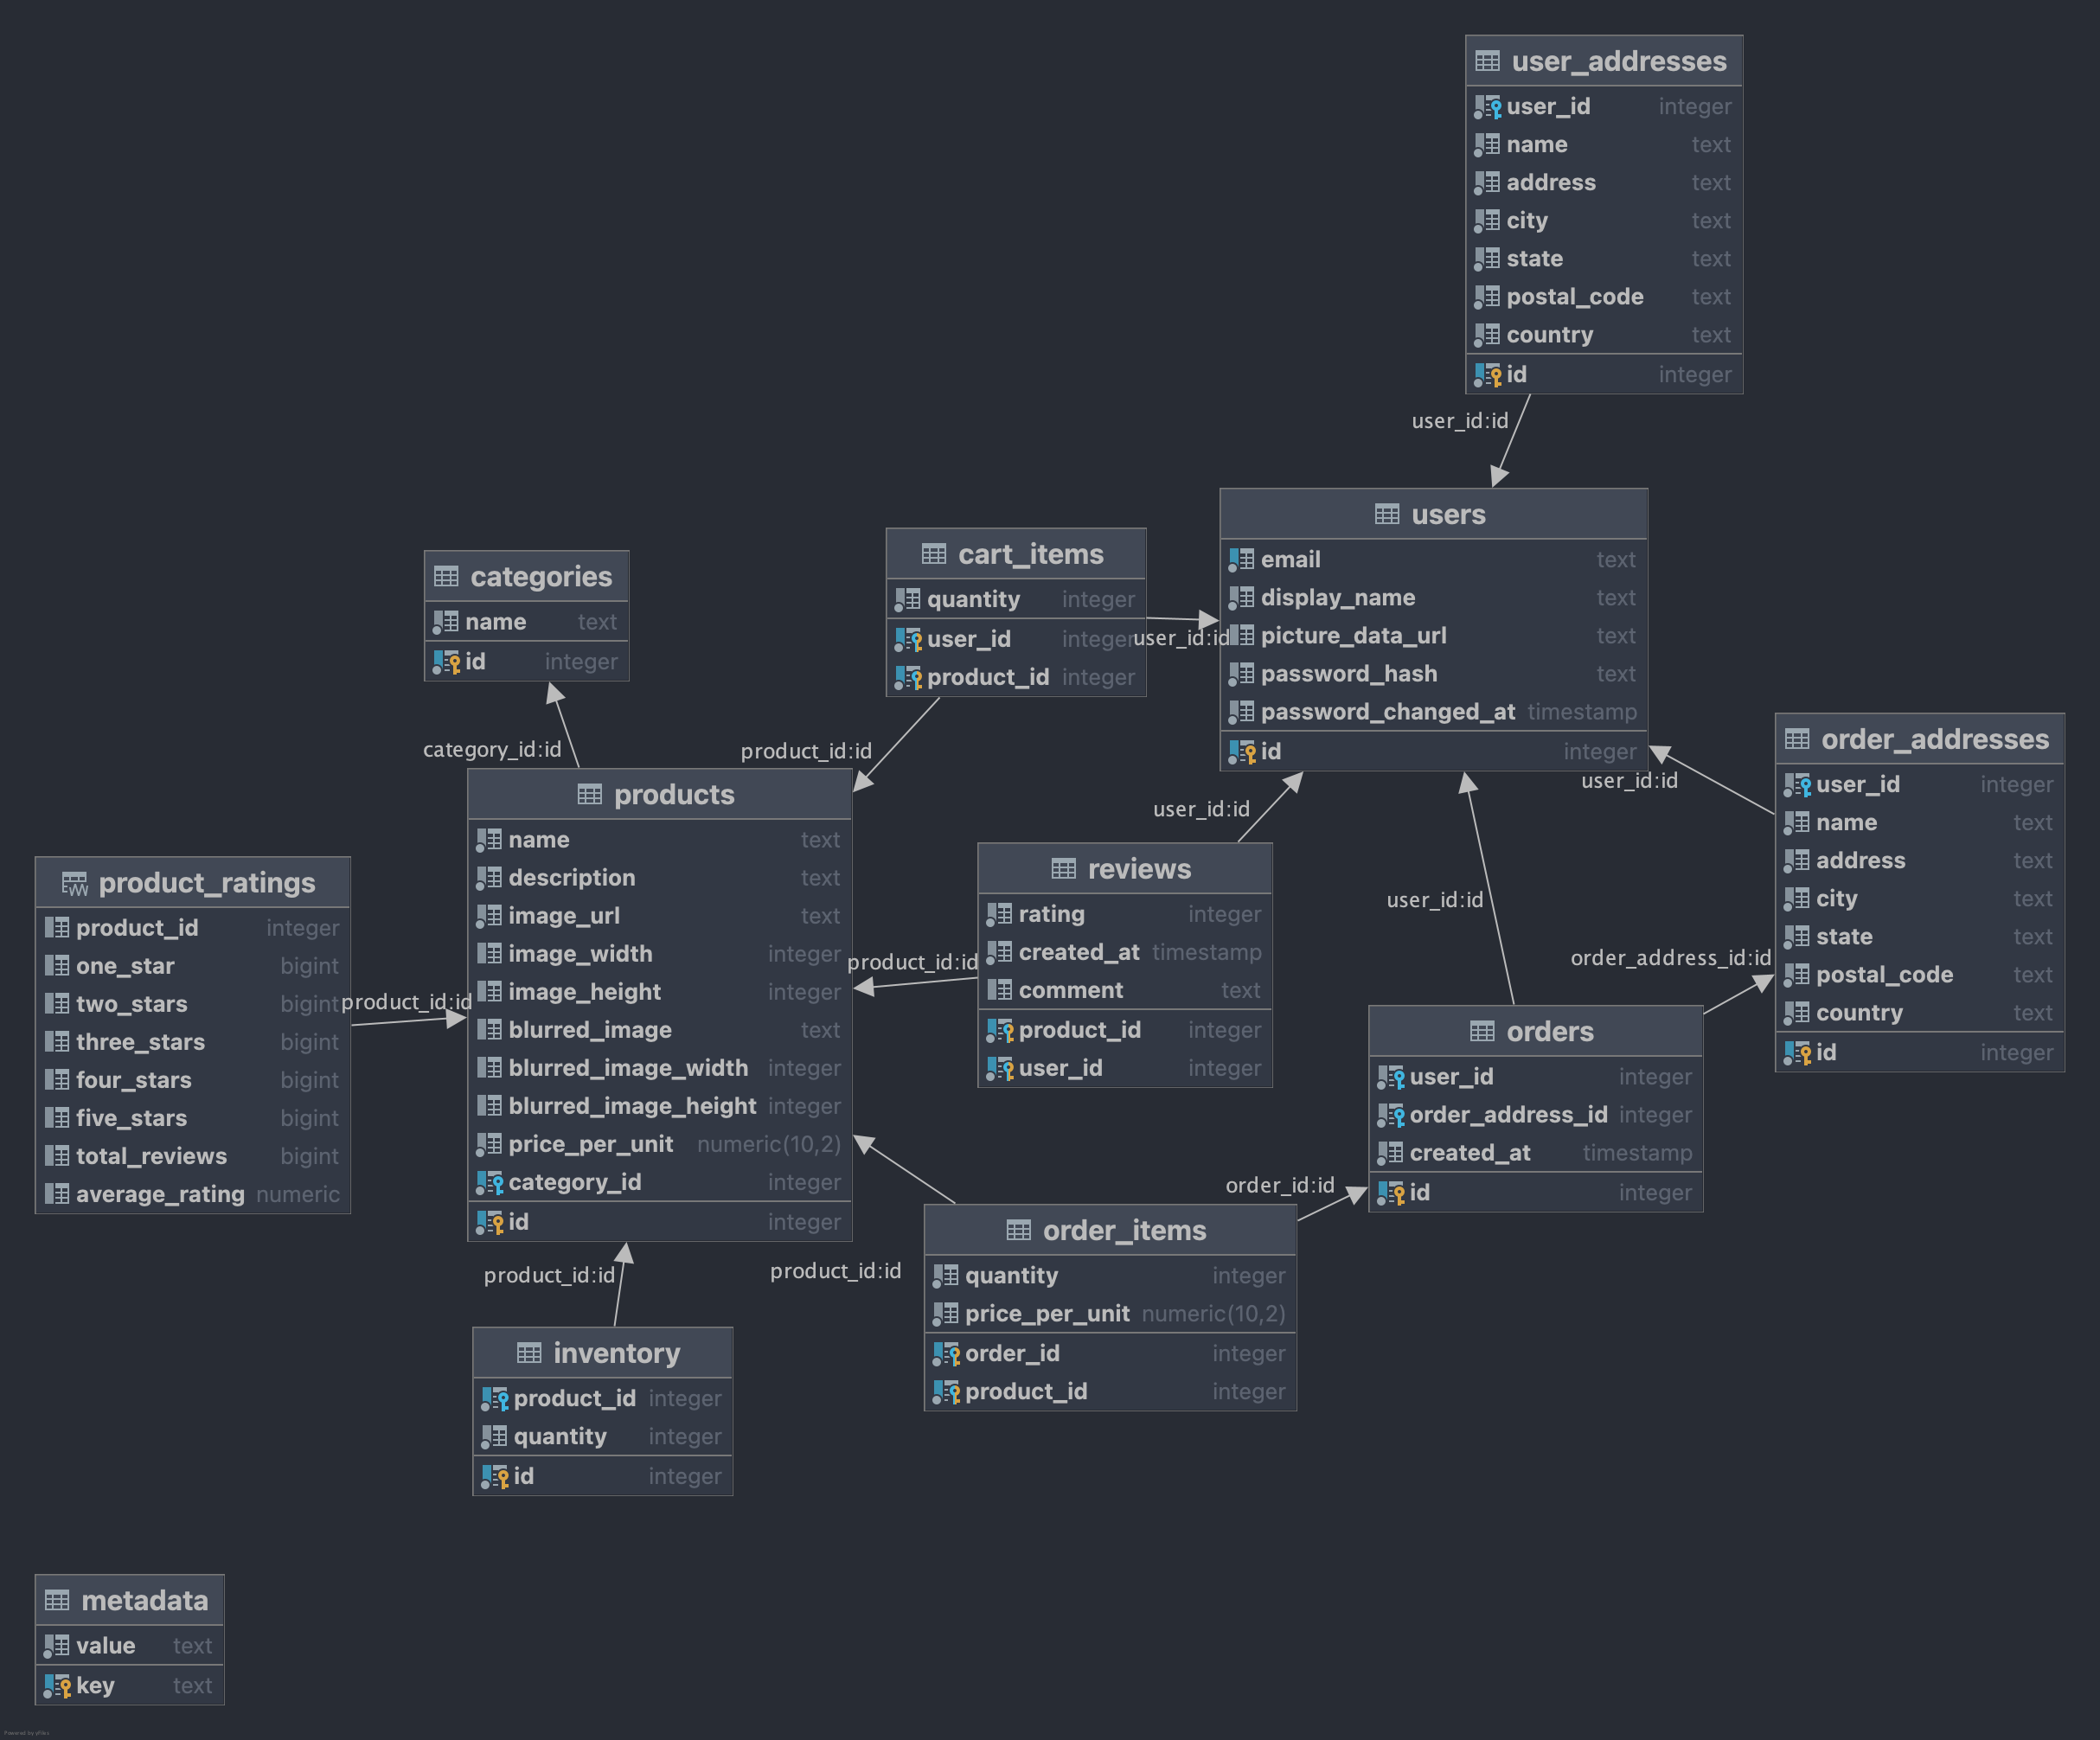 user_addresses
user_id integer
name text
address text
city text
state text
postal_code text
country text
id integer
user_id:id
users
email text
display_name text
picture_data_url text
password_hash text
password_changed_at timestamp
id integer
cart_items
quantity integer
user_id integer
product_id integer
user_id:id
product_id:id
categories
name text
id integer
category_id:id
products
name text
description text
image_url text
image_width integer
image_height integer
blurred_image text
blurred_image_width integer
blurred_image_height integer
price_per_unit numeric(10,2)
category_id integer
id integer
product_ratings
product_id integer
one_star bigint
two_stars bigint
three_stars bigint
four_stars bigint
five_stars bigint
total_reviews bigint
average_rating numeric
product_id:id
reviews
rating integer
created_at timestamp
comment text
product_id integer
user_id integer
user_id:id
product_id:id
order_addresses
user_id integer
name text
address text
city text
state text
postal_code text
country text
id integer
user_id:id
orders
user_id integer
order_address_id integer
created_at timestamp
id integer
user_id:id
order_address_id:id
order_items
quantity integer
price_per_unit numeric(10,2)
order_id integer
product_id integer
order_id:id
product_id:id
inventory
product_id integer
quantity integer
id integer
product_id:id
metadata
value text
key text
Powered by yFiles